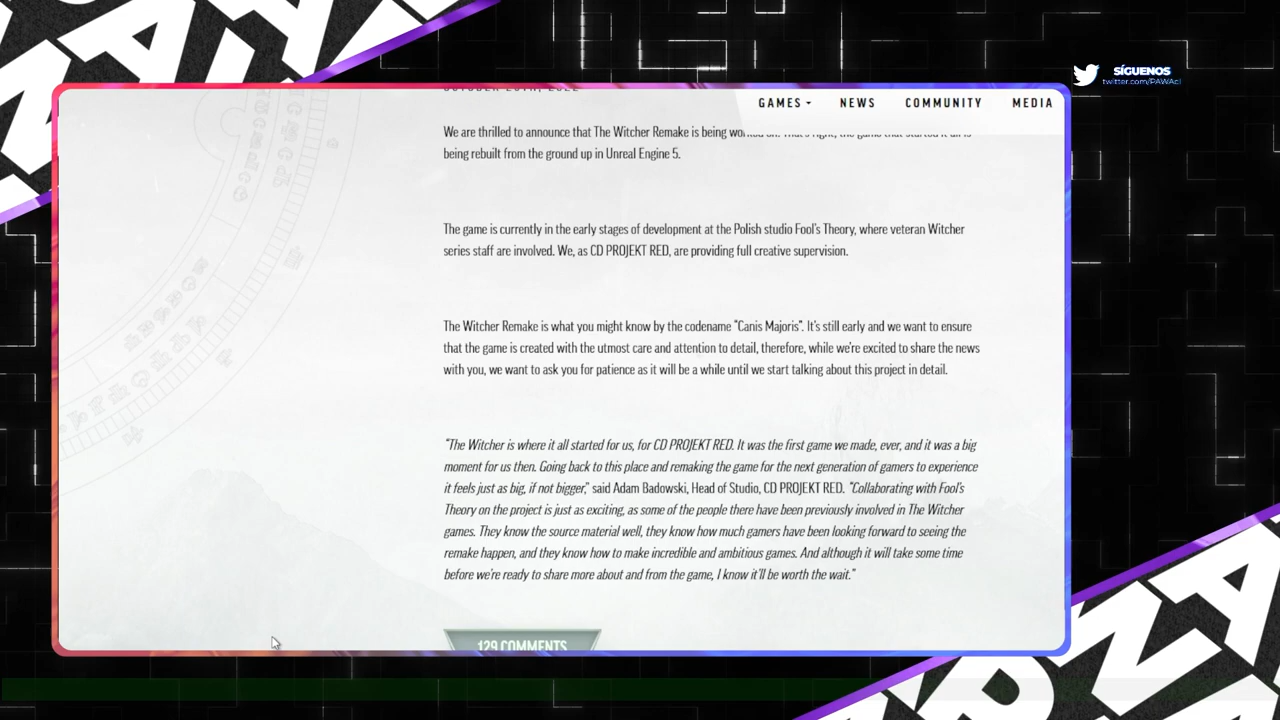 SÍGUENOS
twitter.com/PAWAcl
OCTOBER 26TH, 2022
GAMES NEWS COMMUNITY MEDIA
We are thrilled to announce that The Witcher Remake is being worked on. That's right, the game that started it all is
being rebuilt from the ground up in Unreal Engine 5.
The game is currently in the early stages of development at the Polish studio Fool's Theory, where veteran Witcher
series staff are involved. We, as CD PROJEKT RED, are providing full creative supervision.
The Witcher Remake is what you might know by the codename “Canis Majoris”. It's still early and we want to ensure
that the game is created with the utmost care and attention to detail, therefore, while we're excited to share the news
with you, we want to ask you for patience as it will be a while until we start talking about this project in detail.
“The Witcher is where it all started for us, for CD PROJEKT RED. It was the first game we made, ever, and it was a big
moment for us then. Going back to this place and remaking the game for the next generation of gamers to experience
it feels just as big, if not bigger,” said Adam Badowski, Head of Studio, CD PROJEKT RED. “Collaborating with Fool's
Theory on the project is just as exciting, as some of the people there have been previously involved in The Witcher
games. They know the source material well, they know how much gamers have been looking forward to seeing the
remake happen, and they know how to make incredible and ambitious games. And although it will take some time
before we're ready to share more about and from the game, I know it'll be worth the wait.”
129 COMMENTS